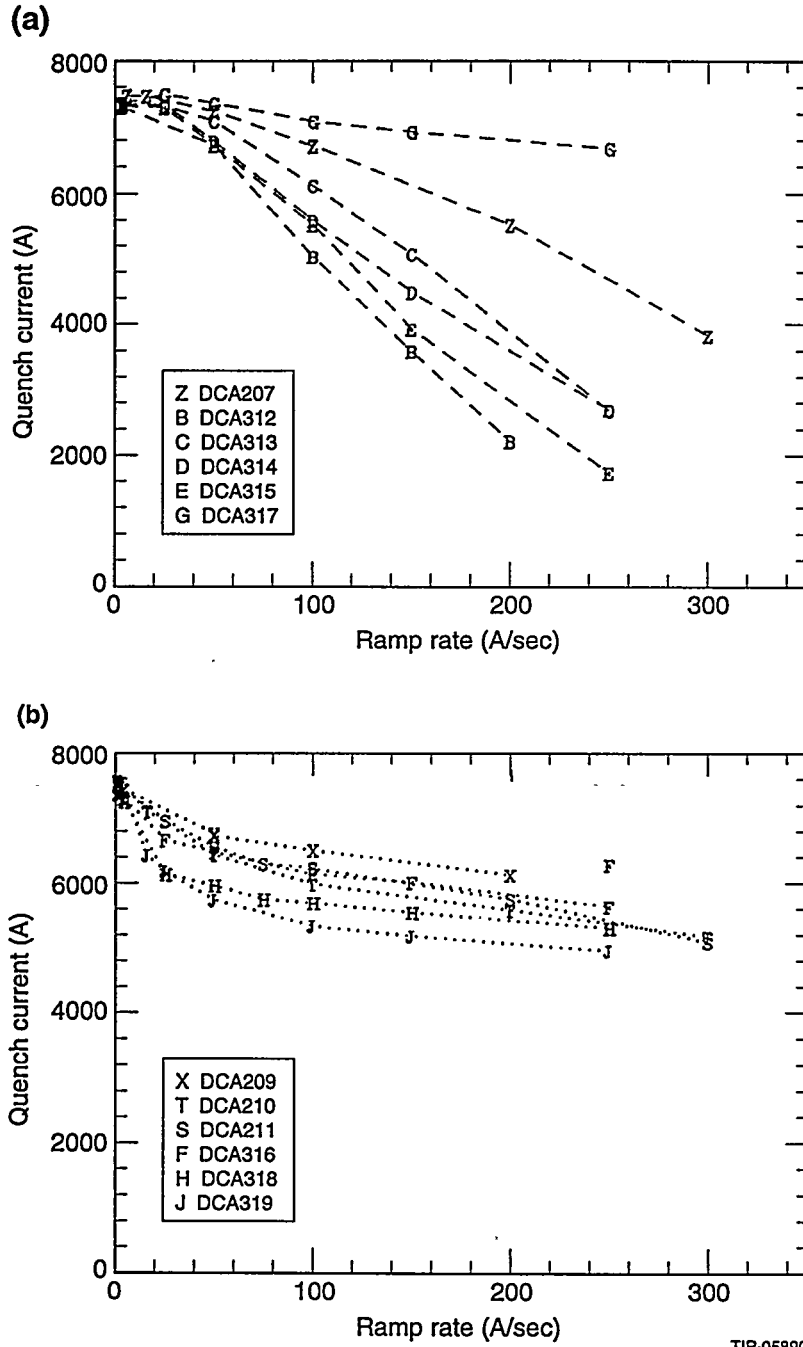 (a)
8000
6000
4000
2000
0
Quench current (A)
Z DCA207
B DCA312
C DCA313
D DCA314
E DCA315
G DCA317
0 100 200 300
Ramp rate (A/sec)
(b)
8000
6000
4000
2000
0
Quench current (A)
X DCA209
T DCA210
S DCA211
F DCA316
H DCA318
J DCA319
0 100 200 300
Ramp rate (A/sec)